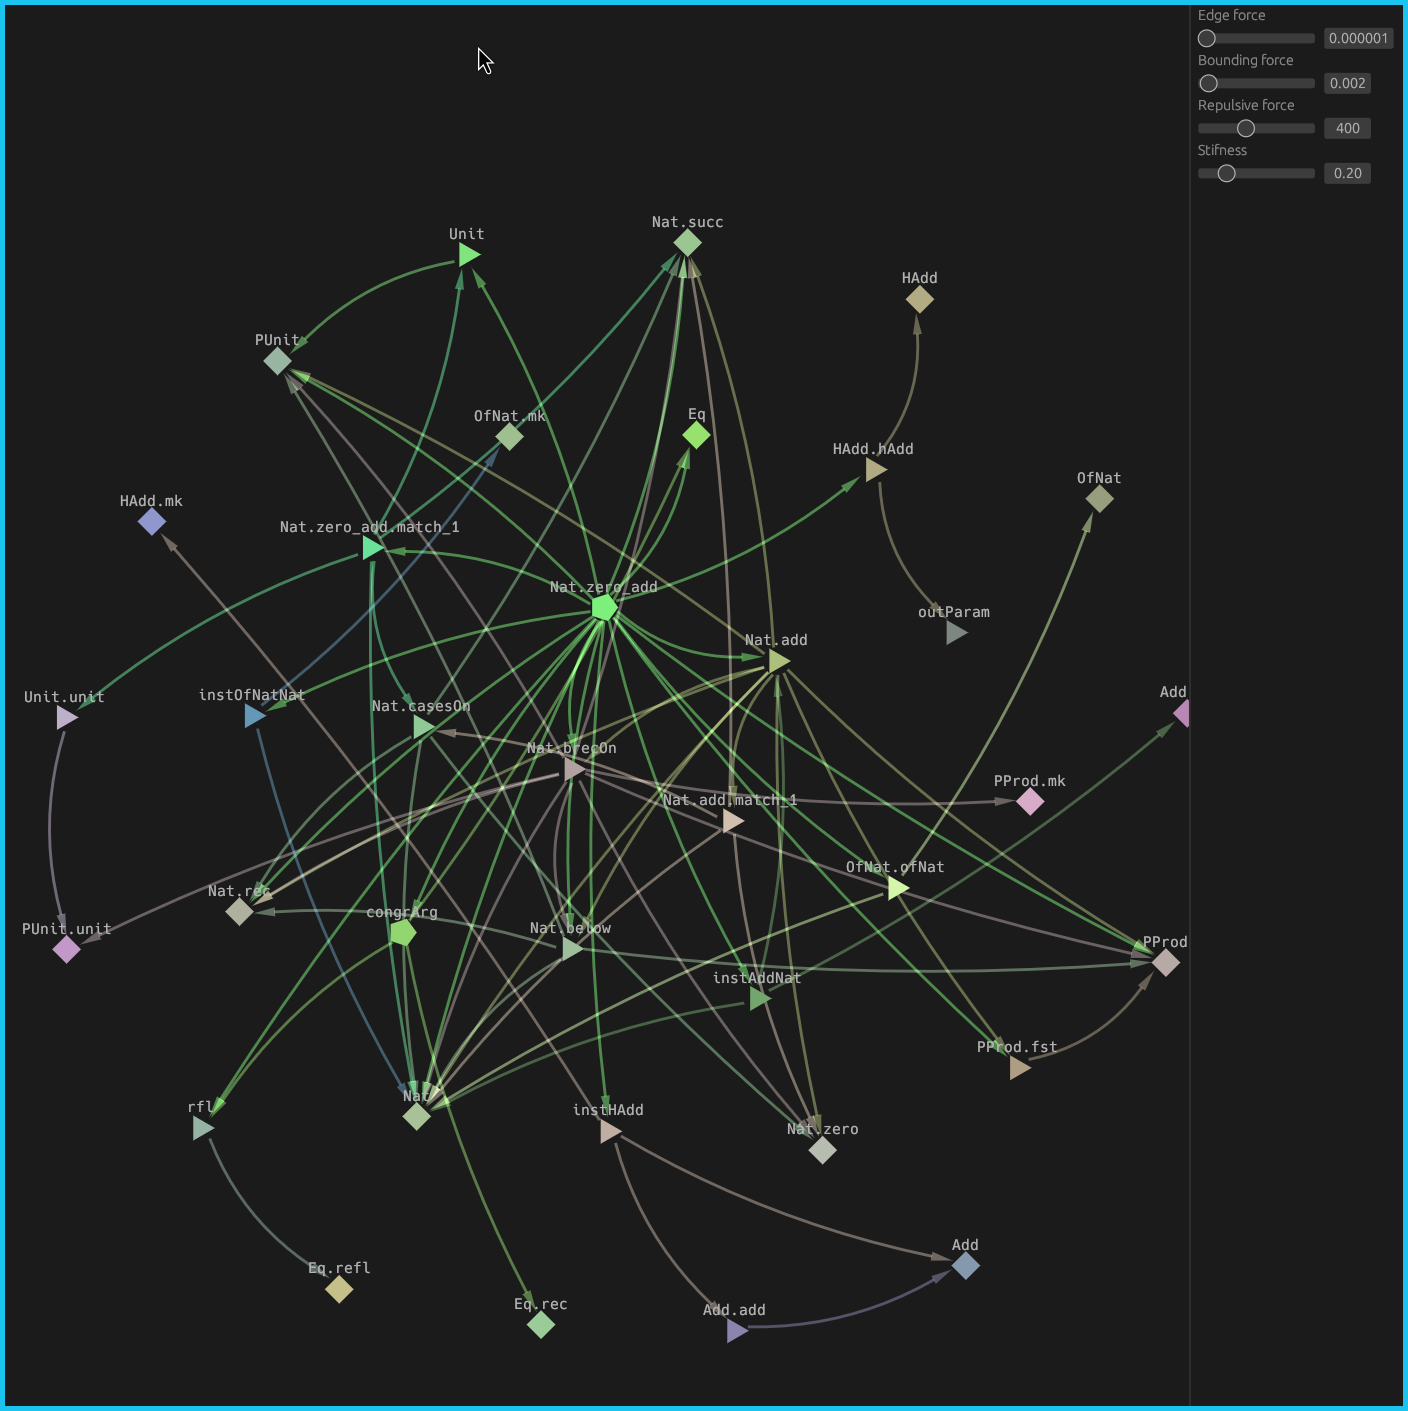 Edge force
0.000001
Bounding force
0.002
Repulsive force
400
Stifness
0.20
Nat.succ
Unit
HAdd
PUnit
OfNat.mk
Eq
HAdd.hAdd
OfNat
HAdd.mk
Nat.zero_add.match_1
Nat.zero_add
outParam
Nat.add
Unit.unit
instOfNatNat
Nat.casesOn
Add
Nat.brecOn
PProd.mk
Nat.add.match_1
OfNat.ofNat
Nat.rec
congrArg
PUnit.unit
Nat.below
PProd
instAddNat
PProd.fst
Nat
rfl
instHAdd
Nat.zero
Add
Eq.refl
Eq.rec
Add.add